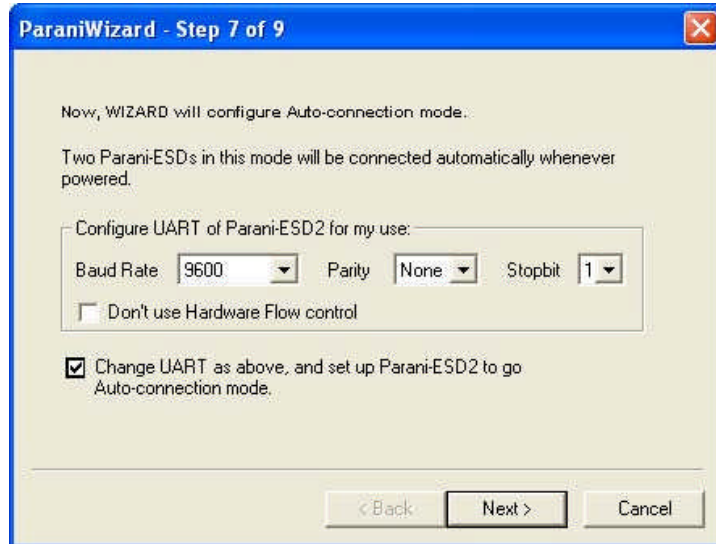 ParaniWizard - Step 7 of 9
Now, WIZARD will configure Auto-connection mode.
Two Parani-ESDs in this mode will be connected automatically whenever
powered.
Configure UART of Parani-ESD2 for my use:
Baud Rate 9600 Parity None Stopbit 1
Don't use Hardware Flow control
Change UART as above, and set up Parani-ESD2 to go
Auto-connection mode.
< Back Next > Cancel